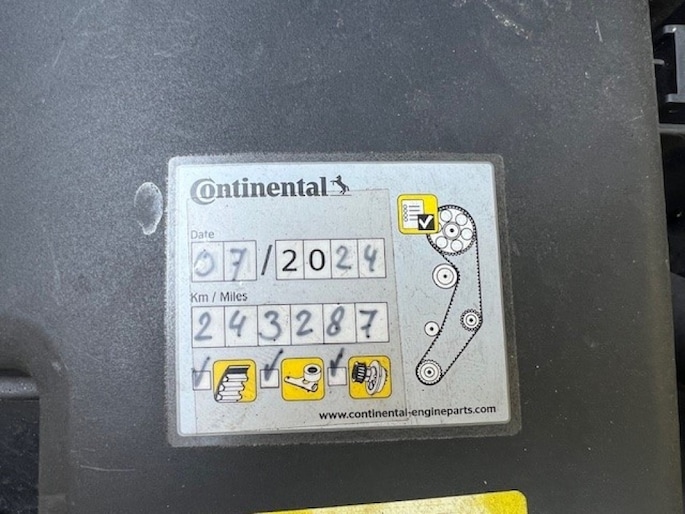 Continental
Date
07/2024
Km / Miles
243287
www.continental-engineparts.com